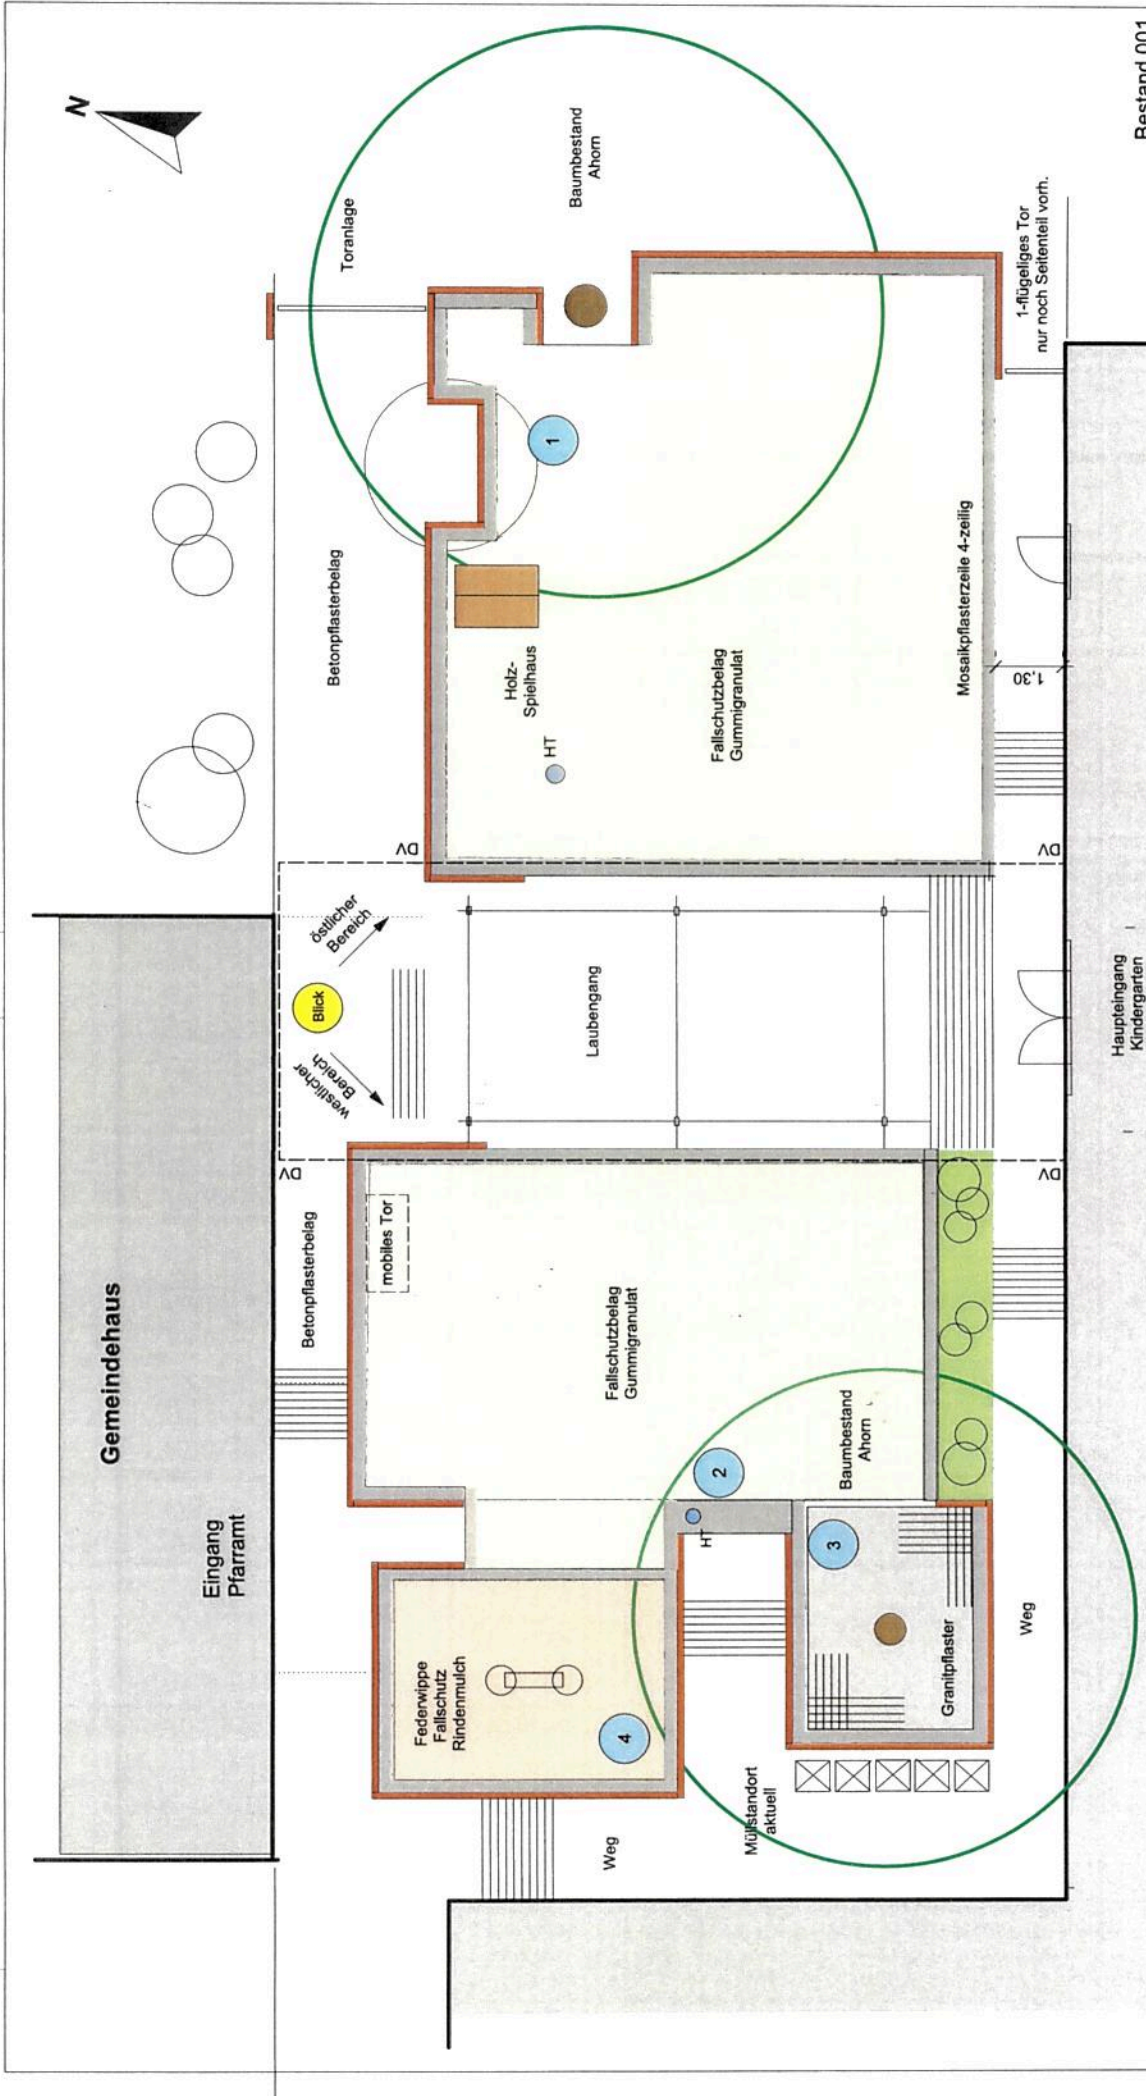 N
Gemeindehaus
Eingang
Pfarramt
Betonpflasterbelag
Betonpflasterbelag
Toranlage
Baumbestand
Ahorn
westlicher
Bereich
Blick
östlicher
Bereich
DV
DV
mobiles Tor
Federwippe
Fallschutz
Rindenmulch
4
Fallschutzbelag
Gummigranulat
2
HT
Baumbestand
Ahorn
3
Granitpflaster
Weg
Müllstandort
aktuell
Weg
Laubengang
Holz-
Spielhaus
HT
1
Fallschutzbelag
Gummigranulat
Mosaikpflasterzeile 4-zeilig
1,30
DV
DV
1-flügeliges Tor
nur noch Seitenteil vorh.
Haupteingang
Kindergarten
Bestand 001